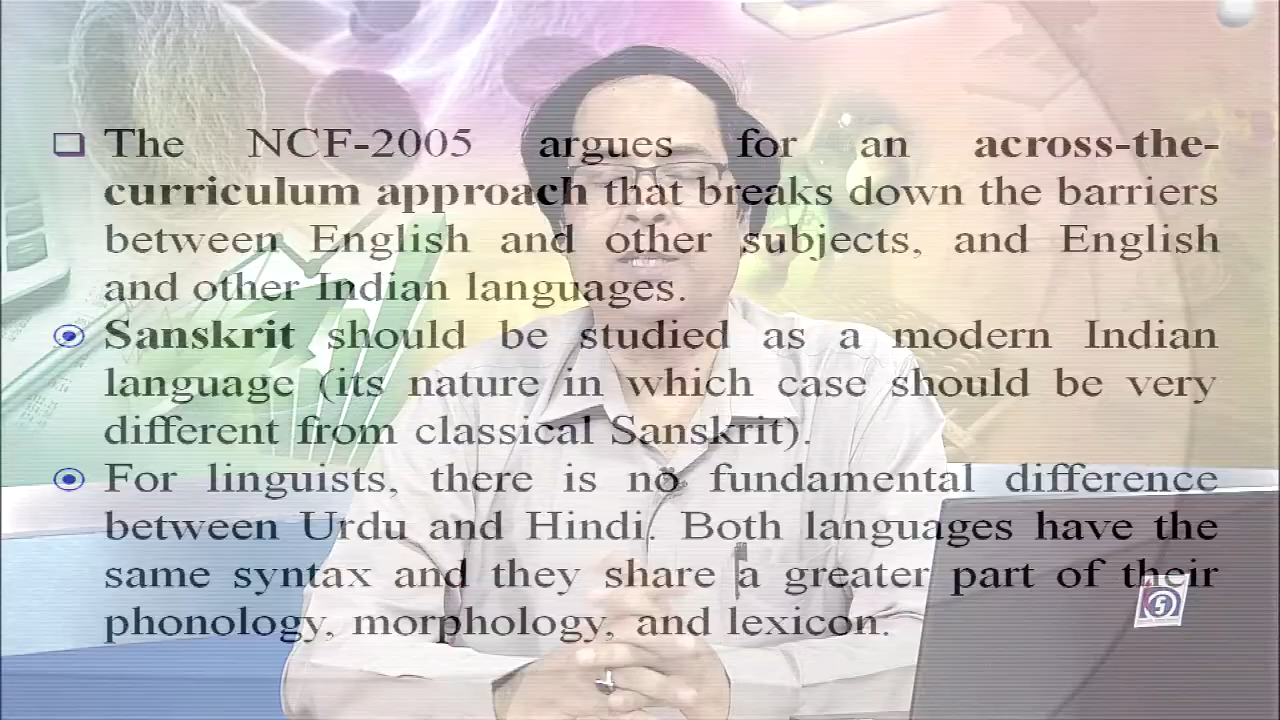 The NCF-2005 argues for an across-the-
curriculum approach that breaks down the barriers
between English and other subjects, and English
and other Indian languages.
Sanskrit should be studied as a modern Indian
language (its nature in which case should be very
different from classical Sanskrit).
For linguists, there is no fundamental difference
between Urdu and Hindi. Both languages have the
same syntax and they share a greater part of their
phonology, morphology, and lexicon.
5